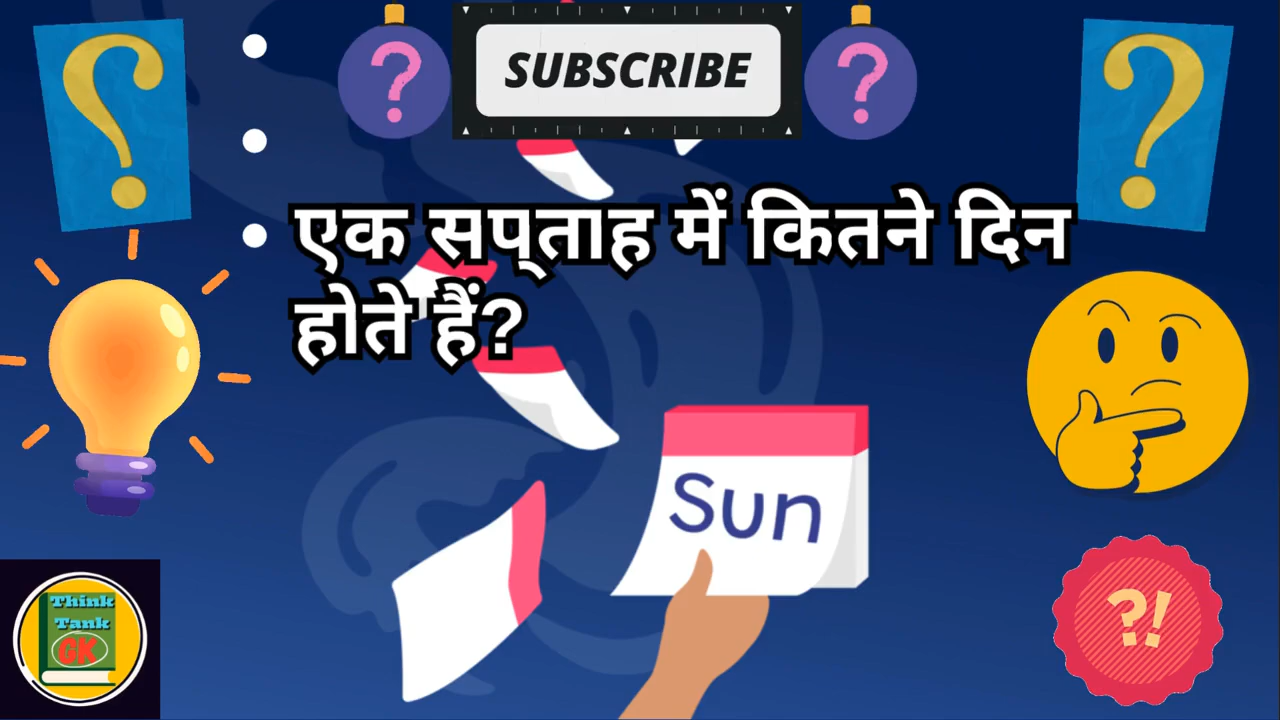 ?
?
SUBSCRIBE
?
?
एक सप्ताह में कितने दिन
होते हैं?
Sun
?!
Think
Tank
GK